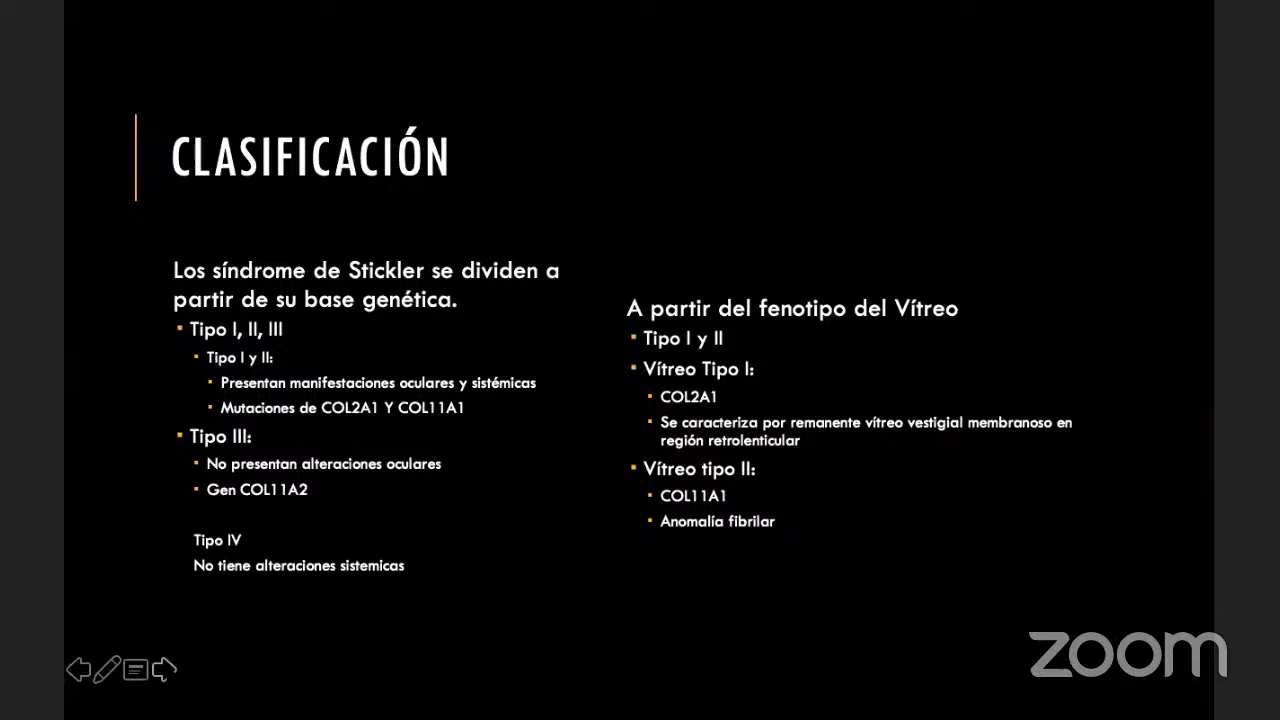 CLASIFICACIÓN
Los síndrome de Stickler se dividen a
partir de su base genética.
Tipo I, II, III
Tipo I y II:
Presentan manifestaciones oculares y sistémicas
Mutaciones de COL2A1 Y COL11A1
Tipo III:
No presentan alteraciones oculares
Gen COL11A2
Tipo IV
No tiene alteraciones sistemicas
A partir del fenotipo del Vítreo
Tipo I y II
Vítreo Tipo I:
COL2A1
Se caracteriza por remanente vítreo vestigial membranoso en
región retrolenticular
Vítreo tipo II:
COL11A1
Anomalía fibrilar
zoom